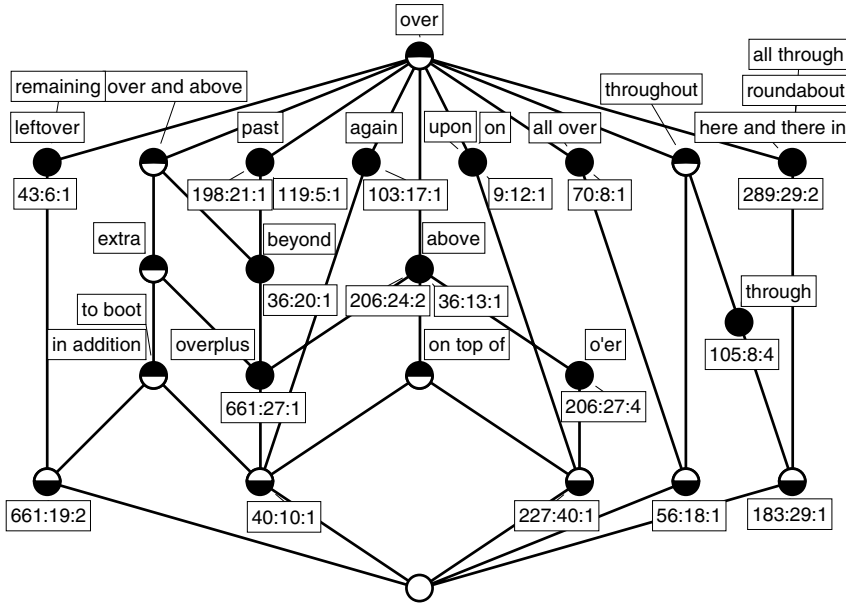 over
all through
remaining
over and above
throughout
roundabout
leftover
past
again
upon
on
all over
here and there in
43:6:1
198:21:1
119:5:1
103:17:1
9:12:1
70:8:1
289:29:2
extra
beyond
above
to boot
36:20:1
206:24:2
36:13:1
through
in addition
overplus
on top of
o'er
105:8:4
661:27:1
206:27:4
661:19:2
40:10:1
227:40:1
56:18:1
183:29:1